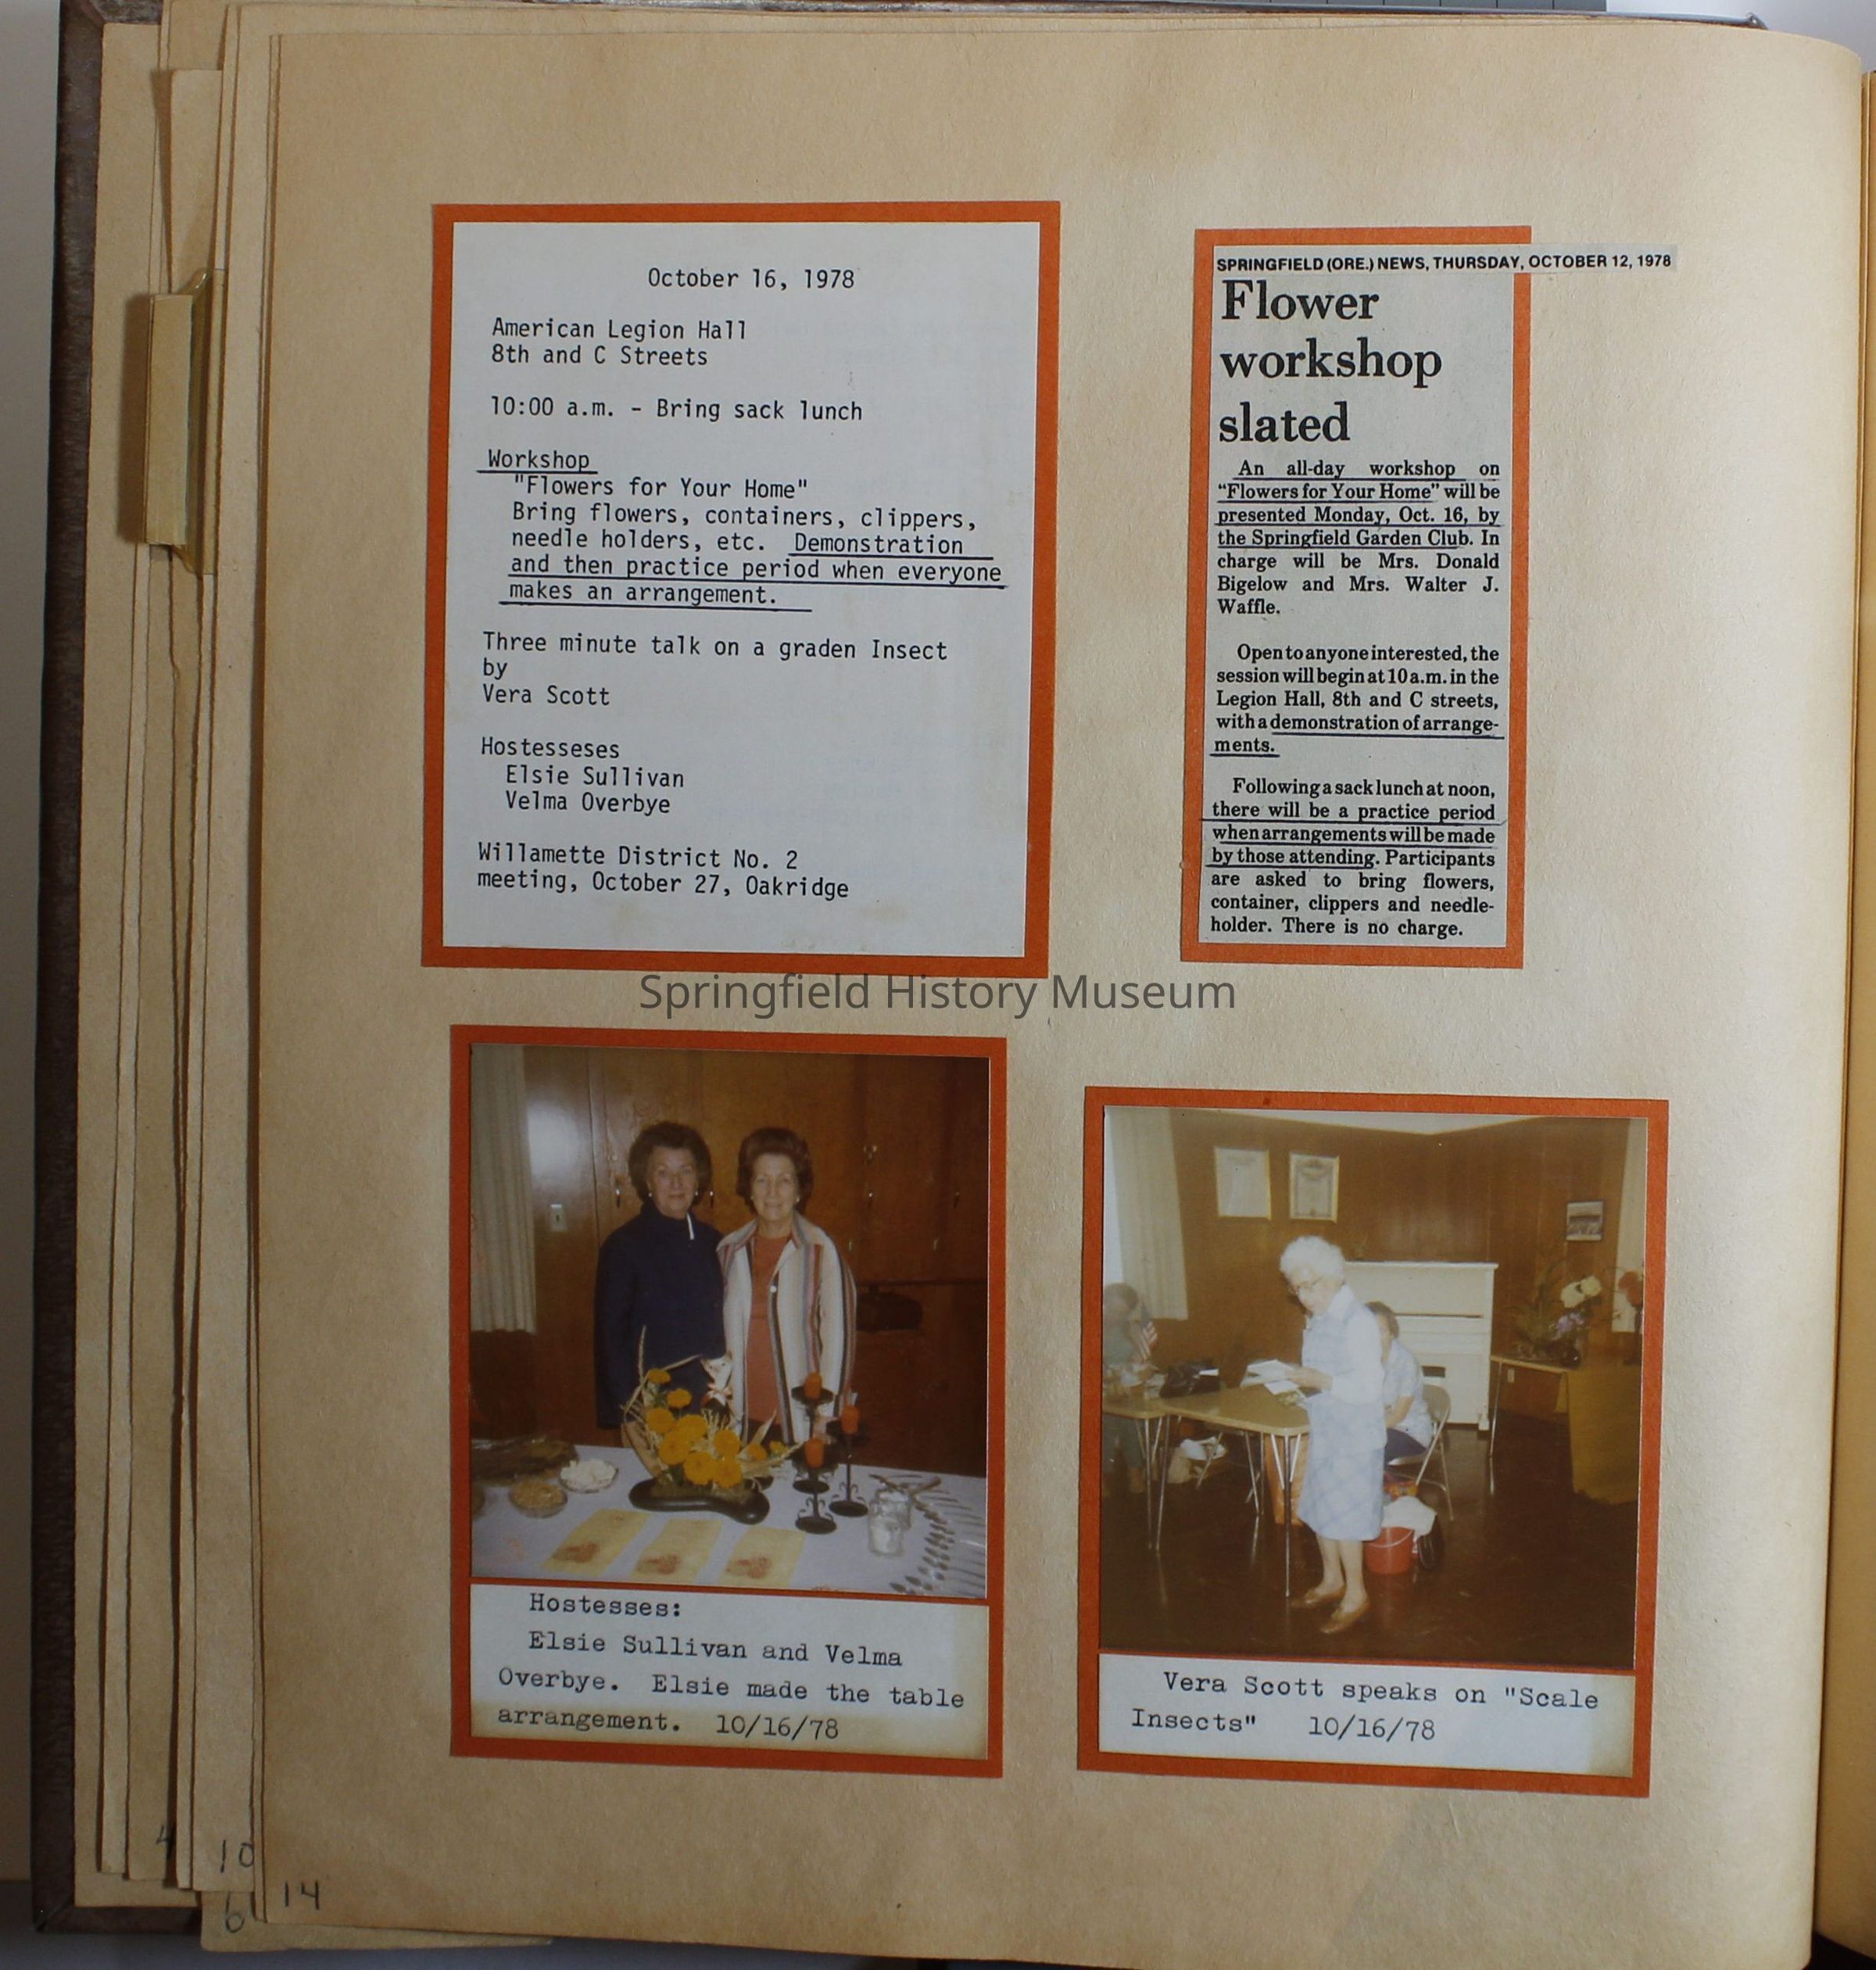 October 16, 1978
American Legion Hall
8th and C Streets
10:00 a.m. - Bring sack lunch
Workshop
"Flowers for Your Home"
Bring flowers, containers, clippers,
needle holders, etc. Demonstration
and then practice period when everyone
makes an arrangement.
Three minute talk on a graden Insect
by
Vera Scott
Hostesseses
Elsie Sullivan
Velma Overbye
Willamette District No. 2
meeting, October 27, Oakridge
SPRINGFIELD (ORE.) NEWS, THURSDAY, OCTOBER 12, 1978
Flower
workshop
slated
An all-day workshop on
“Flowers for Your Home” will be
presented Monday, Oct. 16, by
the Springfield Garden Club. In
charge will be Mrs. Donald
Bigelow and Mrs. Walter J.
Waffle.
Open to anyone interested, the
session will begin at 10 a.m. in the
Legion Hall, 8th and C streets,
with a demonstration of arrange-
ments.
Following a sack lunch at noon,
there will be a practice period
when arrangements will be made
by those attending. Participants
are asked to bring flowers,
container, clippers and needle-
holder. There is no charge.
Springfield History Museum
Hostesses:
Elsie Sullivan and Velma
Overbye. Elsie made the table
arrangement. 10/16/78
Vera Scott speaks on "Scale
Insects" 10/16/78
4
10
6
14